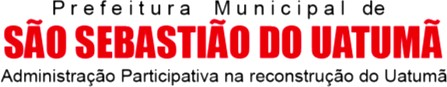 Prefeitura Municipal de
SÃO SEBASTIÃO DO UATUMÃ
Administração Participativa na reconstrução do Uatumã